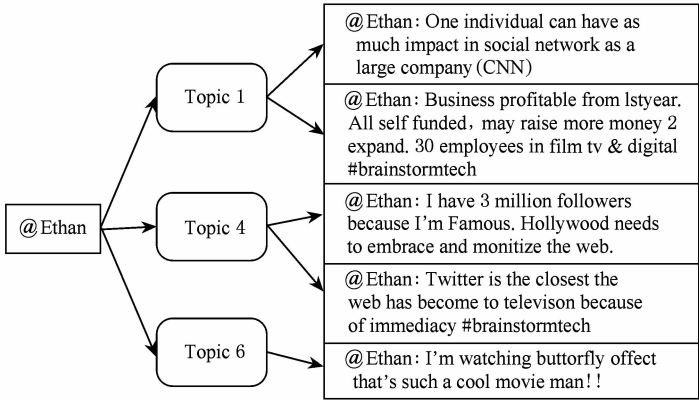 @Ethan
Topic 1
Topic 4
Topic 6
@Ethan: One individual can have as
much impact in social network as a
large company (CNN)
@Ethan: Business profitable from lstyear.
All self funded, may raise more money 2
expand. 30 employees in film tv & digital
#brainstormtech
@Ethan: I have 3 million followers
because I'm Famous. Hollywood needs
to embrace and monitize the web.
@Ethan: Twitter is the closest the
web has become to televison because
of immediacy #brainstormtech
@Ethan: I'm watching buttorfly offect
that's such a cool movie man!!